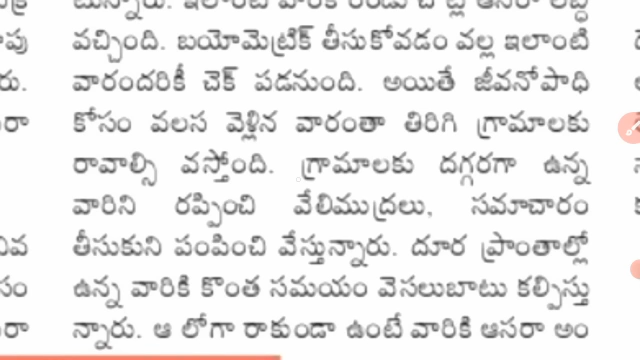 వచ్చింది. బయోమెట్రిక్ తీసుకోవడం వల్ల ఇలాంటి
వారందరికీ చెక్ పడనుంది. అయితే జీవనోపాధి
కోసం వలస వెళ్లిన వారంతా తిరిగి గ్రామాలకు
రావాల్సి వస్తోంది. గ్రామాలకు దగ్గరగా ఉన్న
వారిని రప్పించి వేలిముద్రలు, సమాచారం
తీసుకుని పంపించి వేస్తున్నారు. దూర ప్రాంతాల్లో
ఉన్న వారికి కొంత సమయం వెసలుబాటు కల్పిస్తు
న్నారు. ఆ లోగా రాకుండా ఉంటే వారికి ఆసరా అం